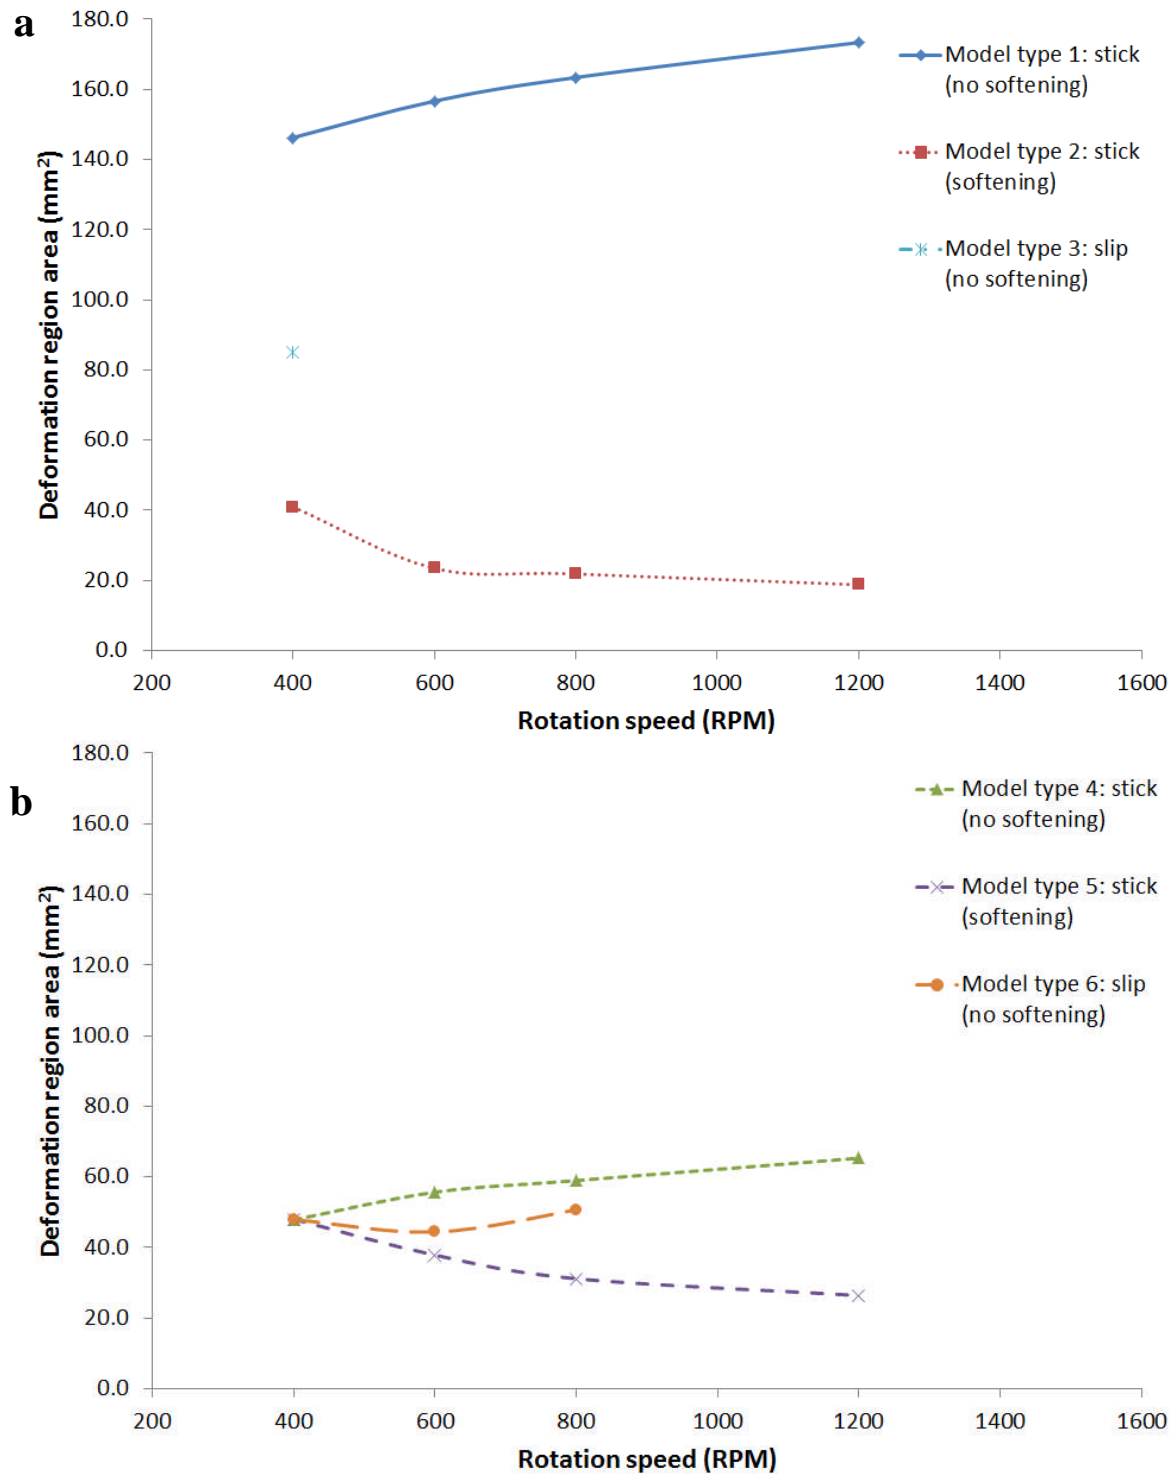 a
180.0
160.0
140.0
120.0
100.0
80.0
60.0
40.0
20.0
0.0
Deformation region area (mm²)
200 400 600 800 1000 1200 1400 1600
Rotation speed (RPM)
Model type 1: stick
(no softening)
Model type 2: stick
(softening)
Model type 3: slip
(no softening)
b
180.0
160.0
140.0
120.0
100.0
80.0
60.0
40.0
20.0
0.0
Deformation region area (mm²)
200 400 600 800 1000 1200 1400 1600
Rotation speed (RPM)
Model type 4: stick
(no softening)
Model type 5: stick
(softening)
Model type 6: slip
(no softening)